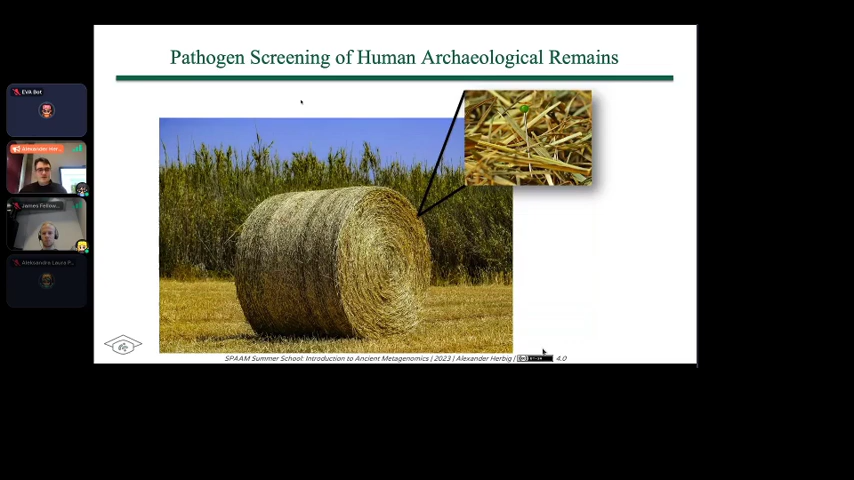 Pathogen Screening of Human Archaeological Remains
EVA Bot
Alexander Her...
James Fellow...
Aleksandra Laura P...
SPAAM Summer School: Introduction to Ancient Metagenomics | 2023 | Alexander Herbig | 4.0